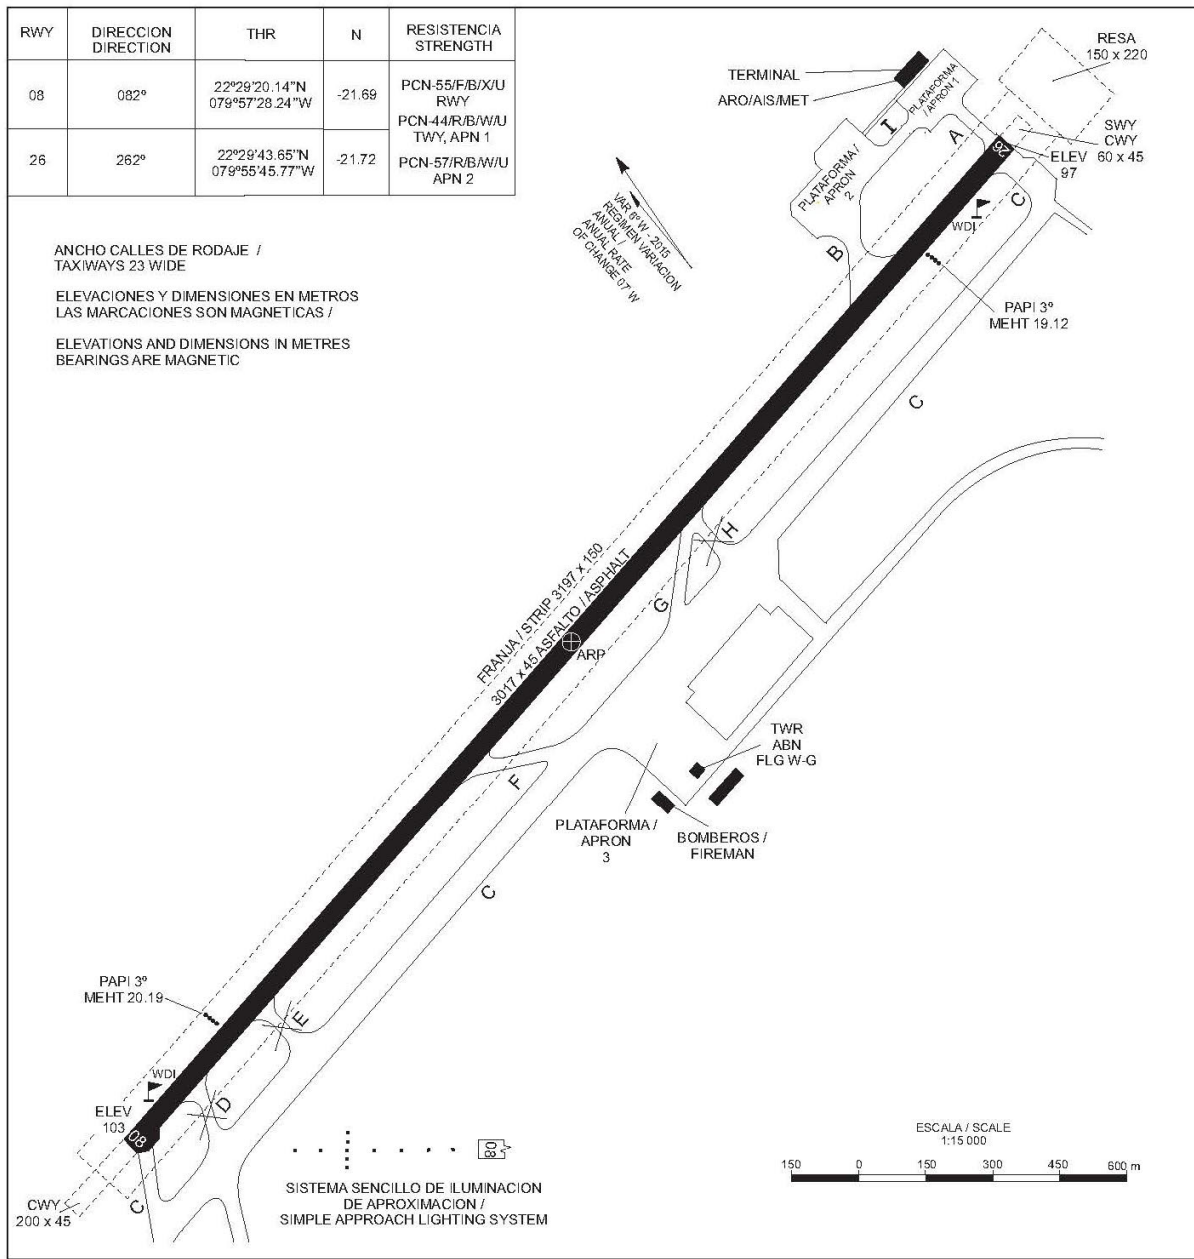 RWY
DIRECCION
DIRECTION
THR
N
RESISTENCIA
STRENGTH
08
082º
22º29'20.14"N
079º57'28.24"W
-21.69
PCN-55/F/B/X/U
RWY
PCN-44/R/B/W/U
TWY, APN 1
26
262º
22º29'43.65"N
079º55'45.77"W
-21.72
PCN-57/R/B/W/U
APN 2
ANCHO CALLES DE RODAJE /
TAXIWAYS 23 WIDE
ELEVACIONES Y DIMENSIONES EN METROS
LAS MARCACIONES SON MAGNETICAS /
ELEVATIONS AND DIMENSIONS IN METRES
BEARINGS ARE MAGNETIC
VAR 6º W - 2015
REGIMEN VARIACION
ANUAL /
ANUAL RATE
OF CHANGE 07' W
TERMINAL
ARO/AIS/MET
PLATAFORMA
/ APRON 1
I
PLATAFORMA /
APRON
2
A
B
RESA
150 x 220
SWY
CWY
60 x 45
ELEV
97
26
C
WDI
PAPI 3º
MEHT 19.12
C
H
G
FRANJA / STRIP 3197 x 150
3017 x 45 ASFALTO / ASPHALT
ARP
F
TWR
ABN
FLG W-G
PLATAFORMA /
APRON
3
BOMBEROS /
FIREMAN
C
PAPI 3º
MEHT 20.19
E
WDI
D
ELEV
103
08
C
CWY
200 x 45
08
SISTEMA SENCILLO DE ILUMINACION
DE APROXIMACION /
SIMPLE APPROACH LIGHTING SYSTEM
ESCALA / SCALE
1:15 000
150 0 150 300 450 600 m